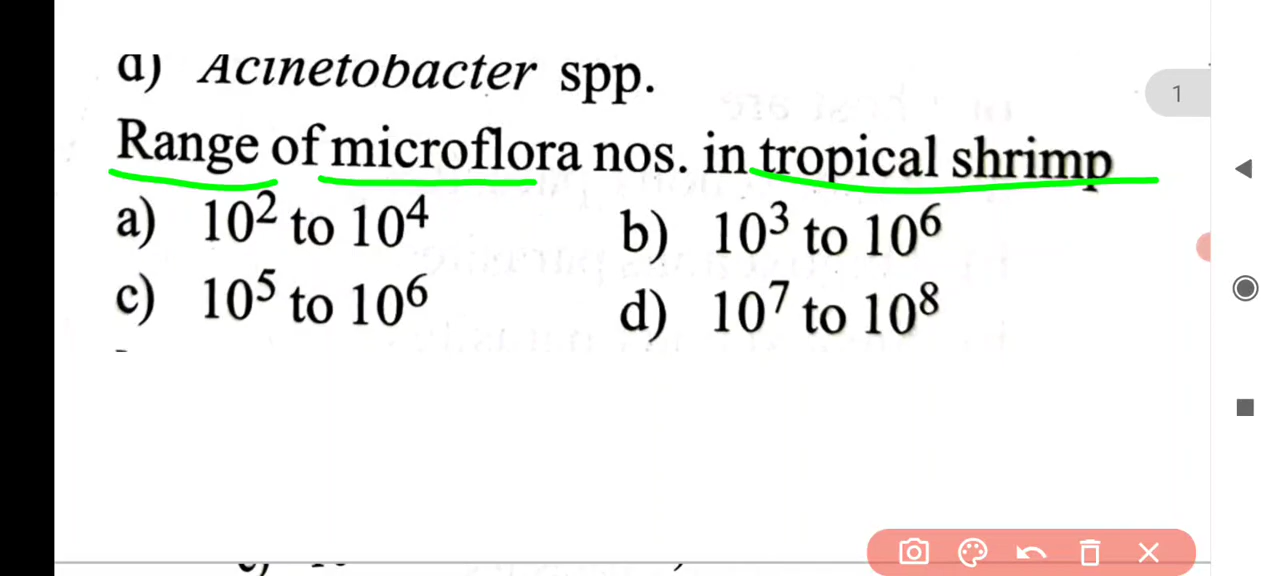 d) Acinetobacter spp.
Range of microflora nos. in tropical shrimp
a) 10² to 10⁴ b) 10³ to 10⁶
c) 10⁵ to 10⁶ d) 10⁷ to 10⁸
1